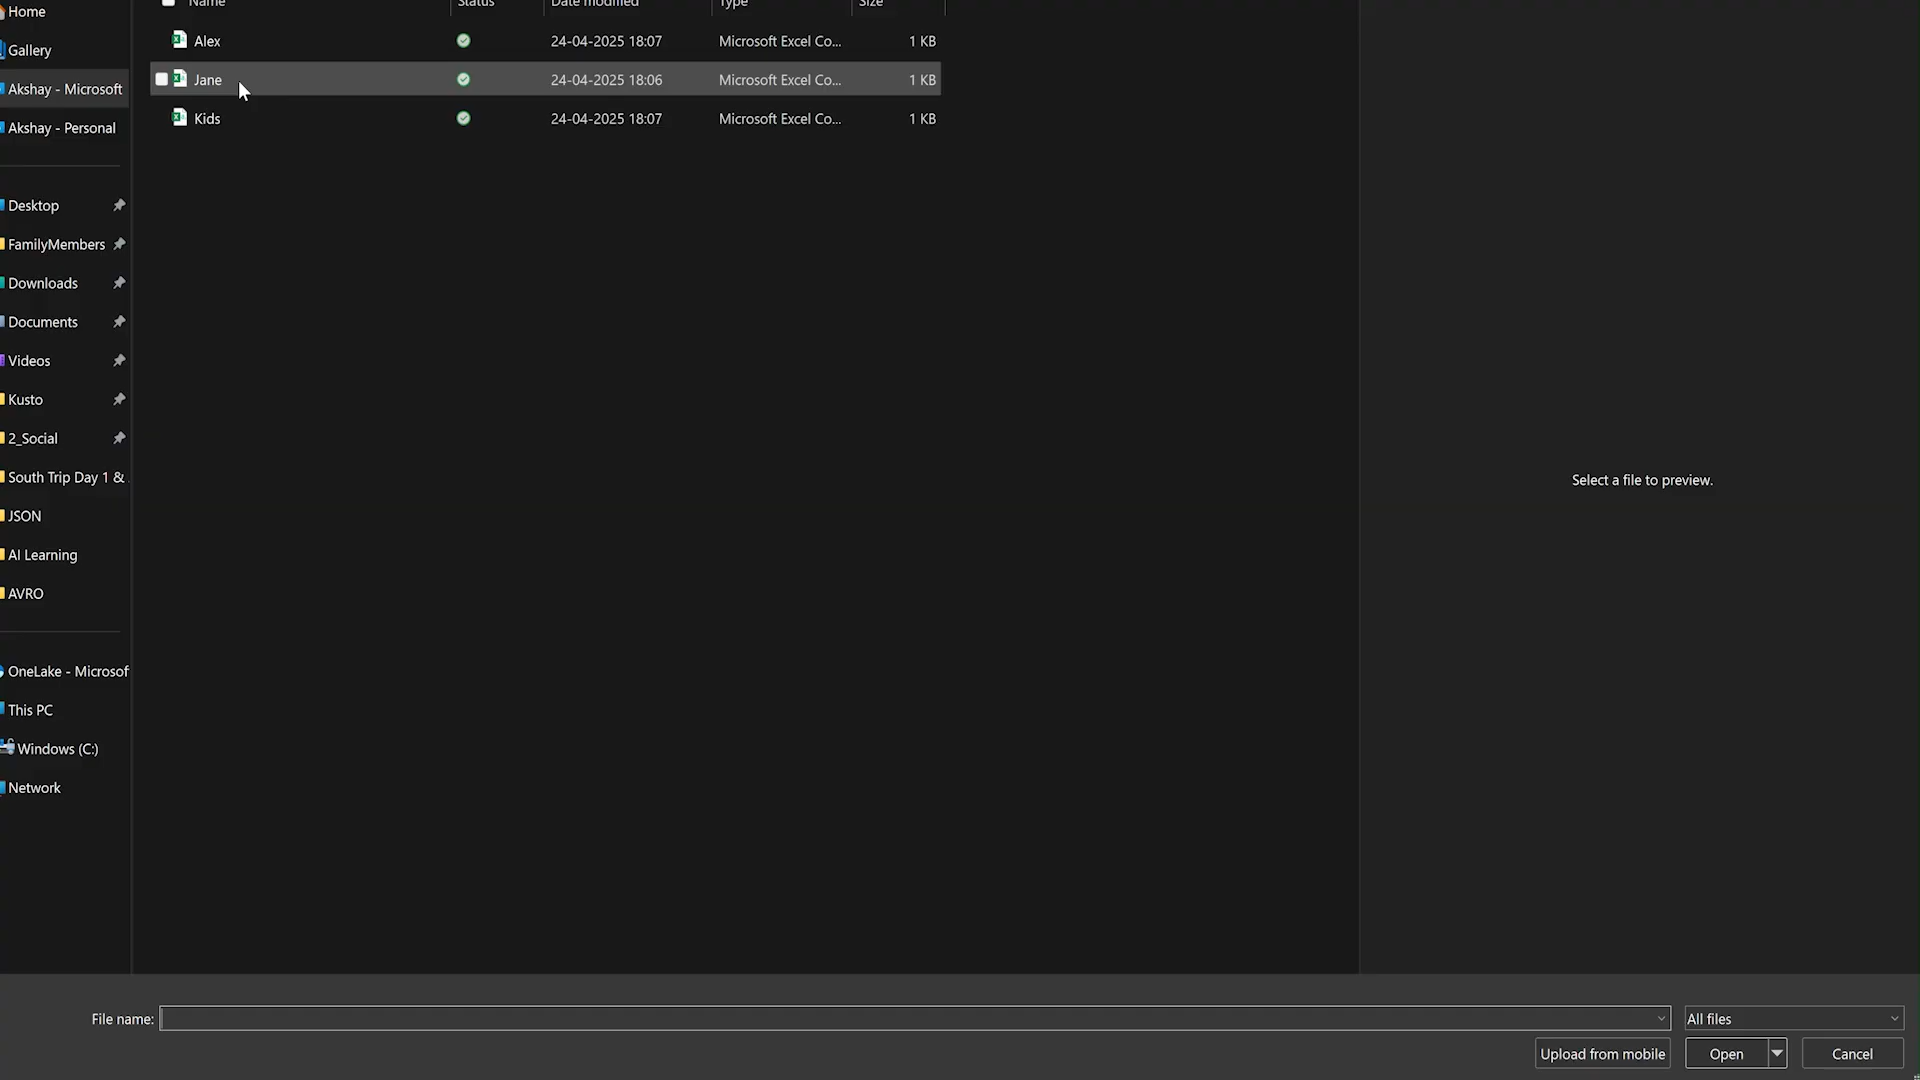 Name Status Date modified Type Size
Home
Gallery
Akshay - Microsoft
Akshay - Personal
Desktop
FamilyMembers
Downloads
Documents
Videos
Kusto
2_Social
South Trip Day 1 & .
JSON
AI Learning
AVRO
OneLake - Microsof
This PC
Windows (C:)
Network
Alex 24-04-2025 18:07 Microsoft Excel Co... 1 KB
Jane 24-04-2025 18:06 Microsoft Excel Co... 1 KB
Kids 24-04-2025 18:07 Microsoft Excel Co... 1 KB
Select a file to preview.
File name: All files
Upload from mobile Open Cancel